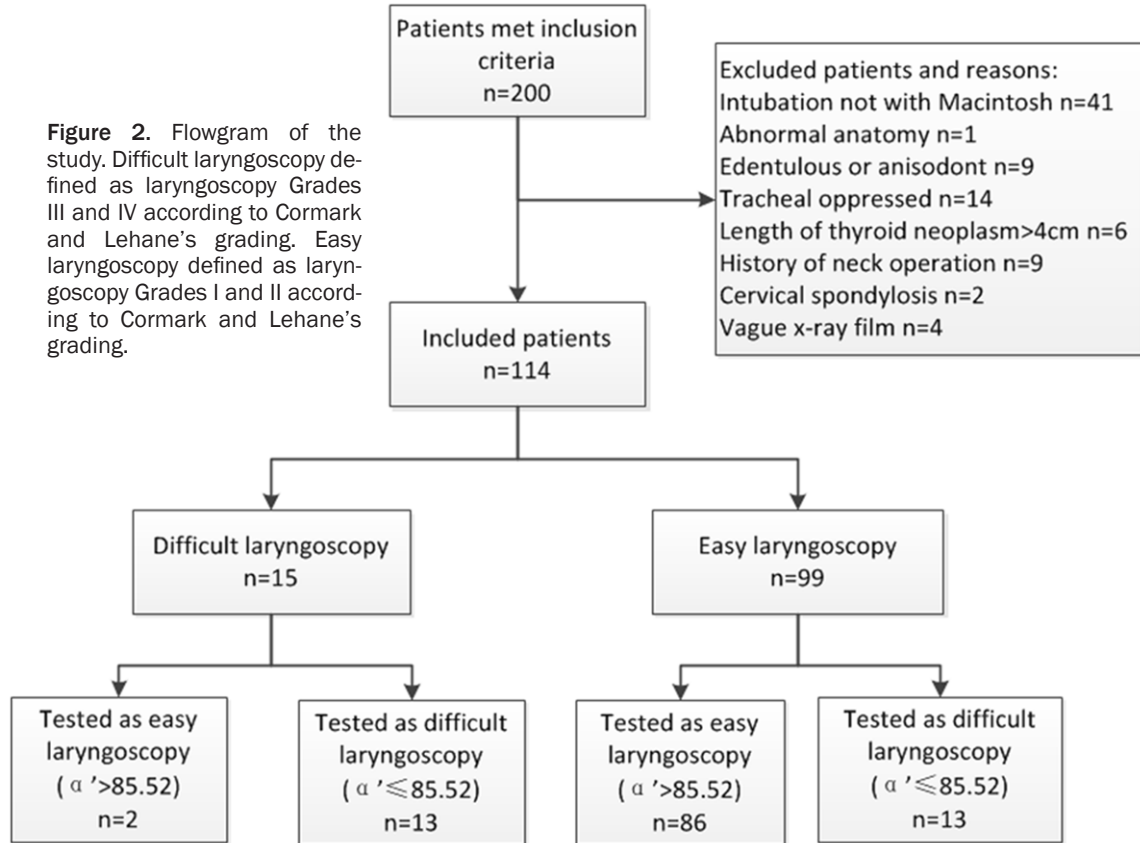 Patients met inclusion
criteria
n=200
Excluded patients and reasons:
Intubation not with Macintosh n=41
Abnormal anatomy n=1
Edentulous or anisodont n=9
Tracheal oppressed n=14
Length of thyroid neoplasm>4cm n=6
History of neck operation n=9
Cervical spondylosis n=2
Vague x-ray film n=4
Figure 2. Flowgram of the
study. Difficult laryngoscopy de-
fined as laryngoscopy Grades
III and IV according to Cormark
and Lehane's grading. Easy
laryngoscopy defined as laryn-
goscopy Grades I and II accord-
ing to Cormark and Lehane's
grading.
Included patients
n=114
Difficult laryngoscopy
n=15
Easy laryngoscopy
n=99
Tested as easy
laryngoscopy
(α'>85.52)
n=2
Tested as difficult
laryngoscopy
(α'≦85.52)
n=13
Tested as easy
laryngoscopy
(α'>85.52)
n=86
Tested as difficult
laryngoscopy
(α'≦85.52)
n=13